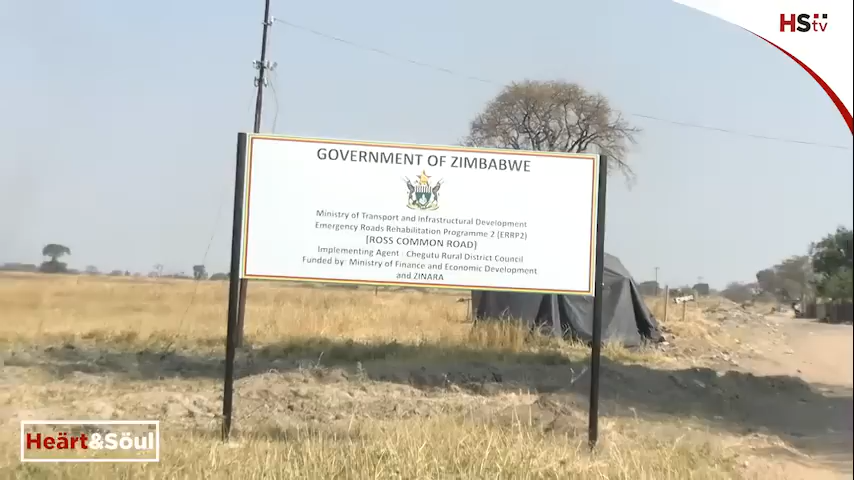 HStv
GOVERNMENT OF ZIMBABWE
Ministry of Transport and Infrastructural Development
Emergency Roads Rehabilitation Programme 2 (ERRP2)
[ROSS COMMON ROAD]
Implementing Agent : Chegutu Rural District Council
Funded by: Ministry of Finance and Economic Development
and ZINARA
Heärt&Söul